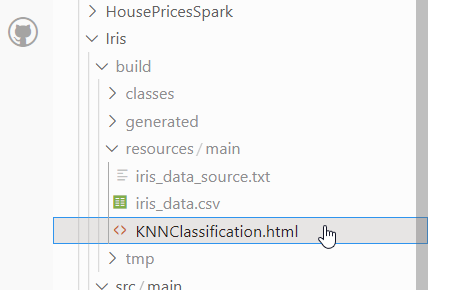 HousePricesSpark
Iris
build
classes
generated
resources/main
iris_data_source.txt
iris_data.csv
KNNClassification.html
tmp
src/main